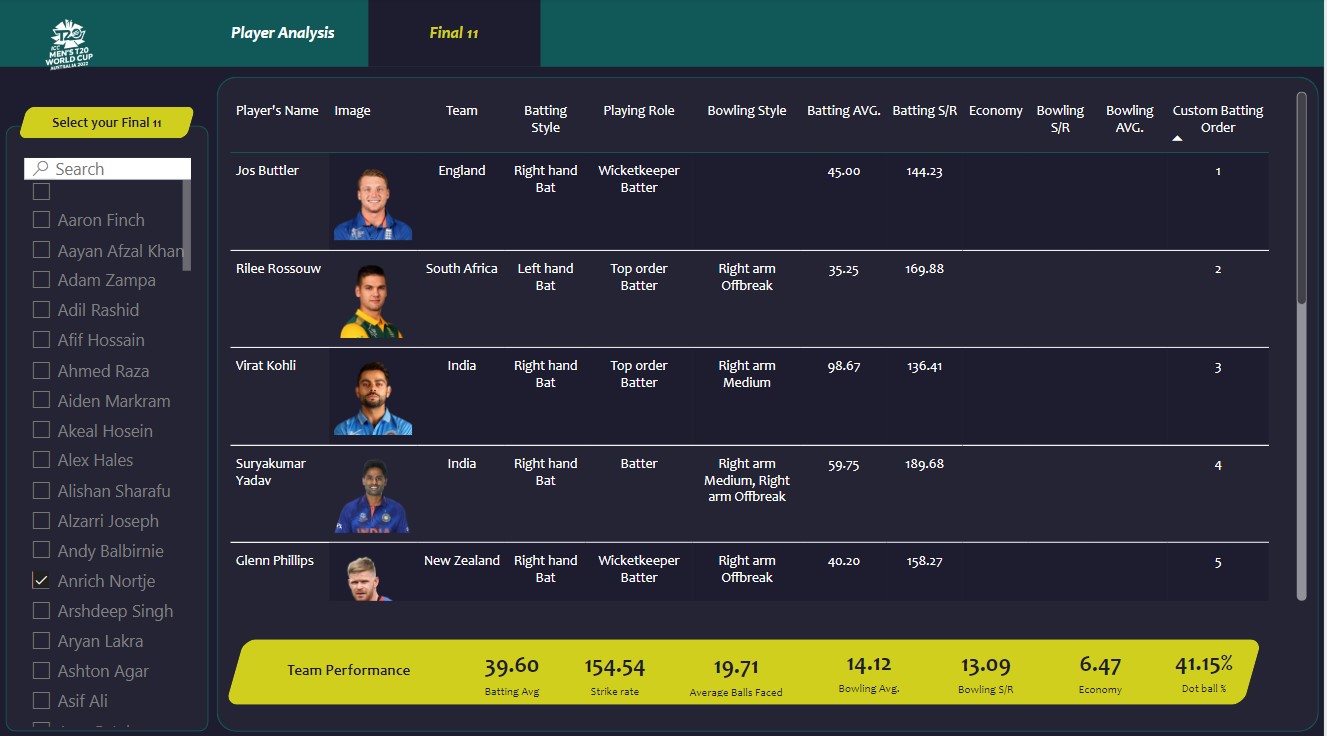 ICC
MEN'S T20
WORLD CUP
AUSTRALIA 2022
Player Analysis
Final 11
Select your Final 11
Search
Aaron Finch
Aayan Afzal Khan
Adam Zampa
Adil Rashid
Afif Hossain
Ahmed Raza
Aiden Markram
Akeal Hosein
Alex Hales
Alishan Sharafu
Alzarri Joseph
Andy Balbirnie
Anrich Nortje
Arshdeep Singh
Aryan Lakra
Ashton Agar
Asif Ali
Player's Name Image Team Batting Style Playing Role Bowling Style Batting AVG. Batting S/R Economy Bowling S/R Bowling AVG. Custom Batting Order
Jos Buttler England Right hand Bat Wicketkeeper Batter 45.00 144.23 1
Rilee Rossouw South Africa Left hand Bat Top order Batter Right arm Offbreak 35.25 169.88 2
Virat Kohli India Right hand Bat Top order Batter Right arm Medium 98.67 136.41 3
Suryakumar Yadav India Right hand Bat Batter Right arm Medium, Right arm Offbreak 59.75 189.68 4
INDIA
Glenn Phillips New Zealand Right hand Bat Wicketkeeper Batter Right arm Offbreak 40.20 158.27 5
Team Performance
39.60 154.54 19.71 14.12 13.09 6.47 41.15%
Batting Avg Strike rate Average Balls Faced Bowling Avg. Bowling S/R Economy Dot ball %